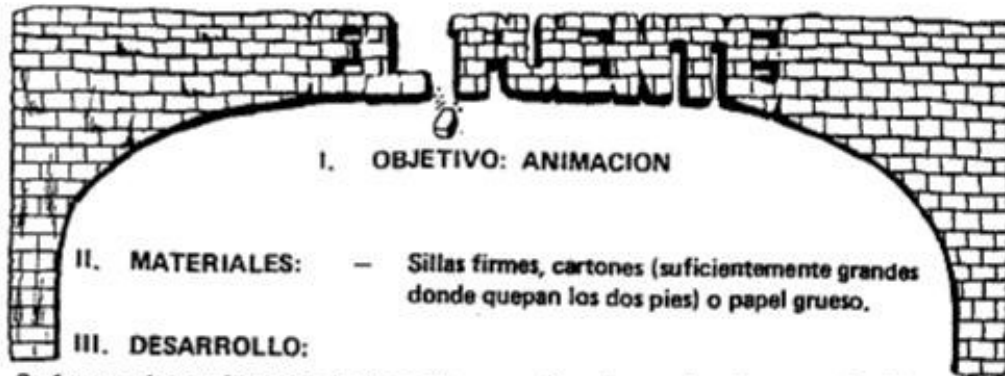 EL PUENTE
I. OBJETIVO: ANIMACION
II. MATERIALES: — Sillas firmes, cartones (suficientemente grandes
donde quepan los dos pies) o papel grueso.
III. DESARROLLO: